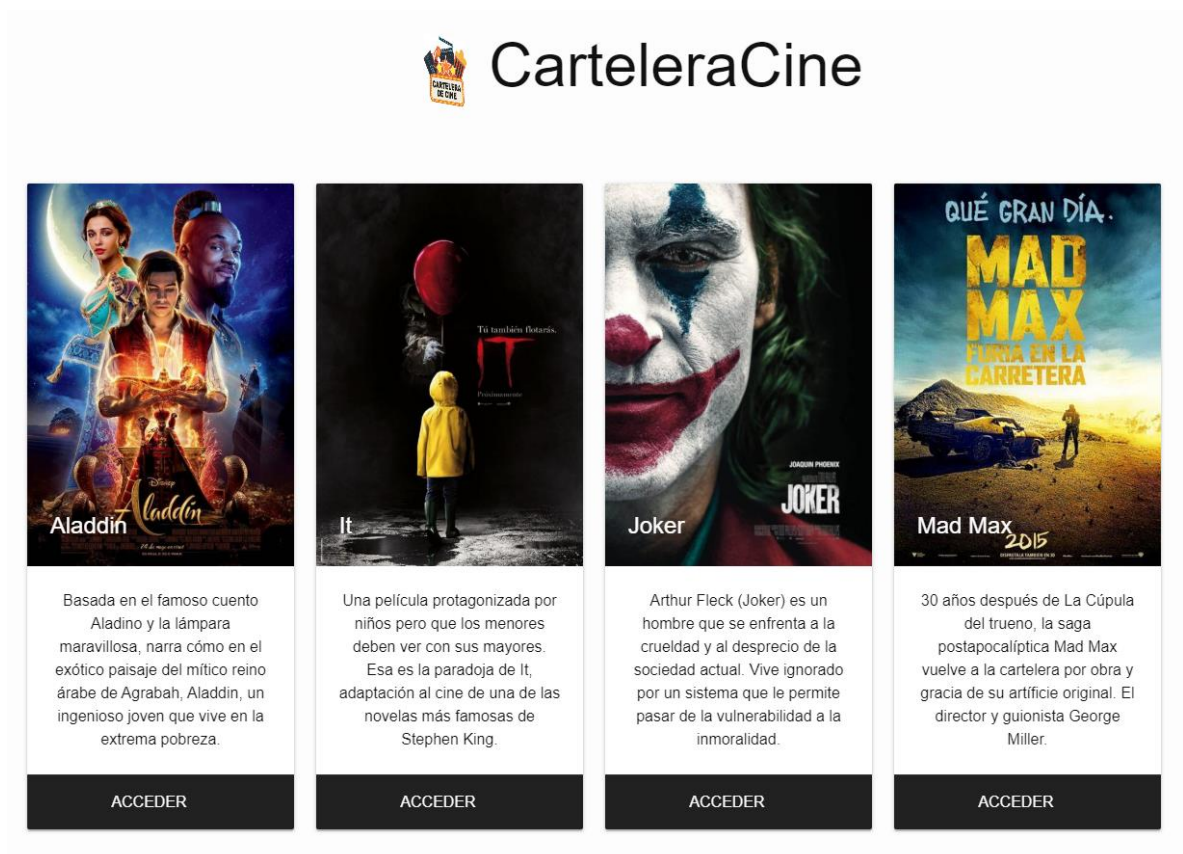 CARTELERA
DE CINE
CarteleraCine
Disney
Aladdin
Aladdin
Tú también flotarás.
IT
Próximamente
It
JOAQUIN PHOENIX
JOKER
Joker
QUÉ GRAN DÍA.
MAD
MAX
FURIA EN LA
CARRETERA
Mad Max
2015
Basada en el famoso cuento
Aladino y la lámpara
maravillosa, narra cómo en el
exótico paisaje del mítico reino
árabe de Agrabah, Aladdin, un
ingenioso joven que vive en la
extrema pobreza.
ACCEDER
Una película protagonizada por
niños pero que los menores
deben ver con sus mayores.
Esa es la paradoja de It,
adaptación al cine de una de las
novelas más famosas de
Stephen King.
ACCEDER
Arthur Fleck (Joker) es un
hombre que se enfrenta a la
crueldad y al desprecio de la
sociedad actual. Vive ignorado
por un sistema que le permite
pasar de la vulnerabilidad a la
inmoralidad.
ACCEDER
30 años después de La Cúpula
del trueno, la saga
postapocalíptica Mad Max
vuelve a la cartelera por obra y
gracia de su artíficie original. El
director y guionista George
Miller.
ACCEDER